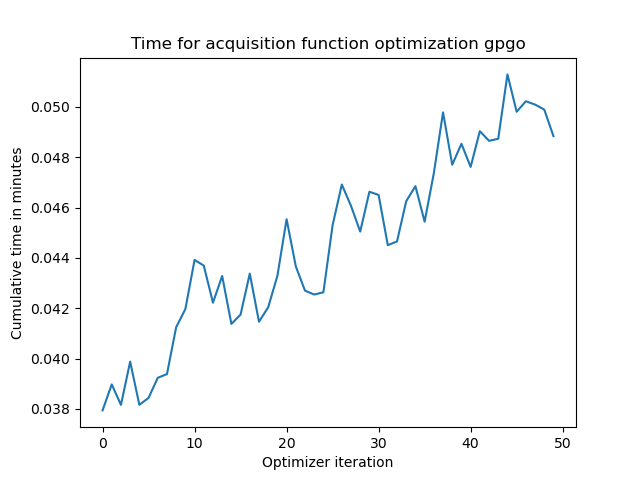 Time for acquisition function optimization gpgo
Cumulative time in minutes
0.050
0.048
0.046
0.044
0.042
0.040
0.038
0 10 20 30 40 50
Optimizer iteration